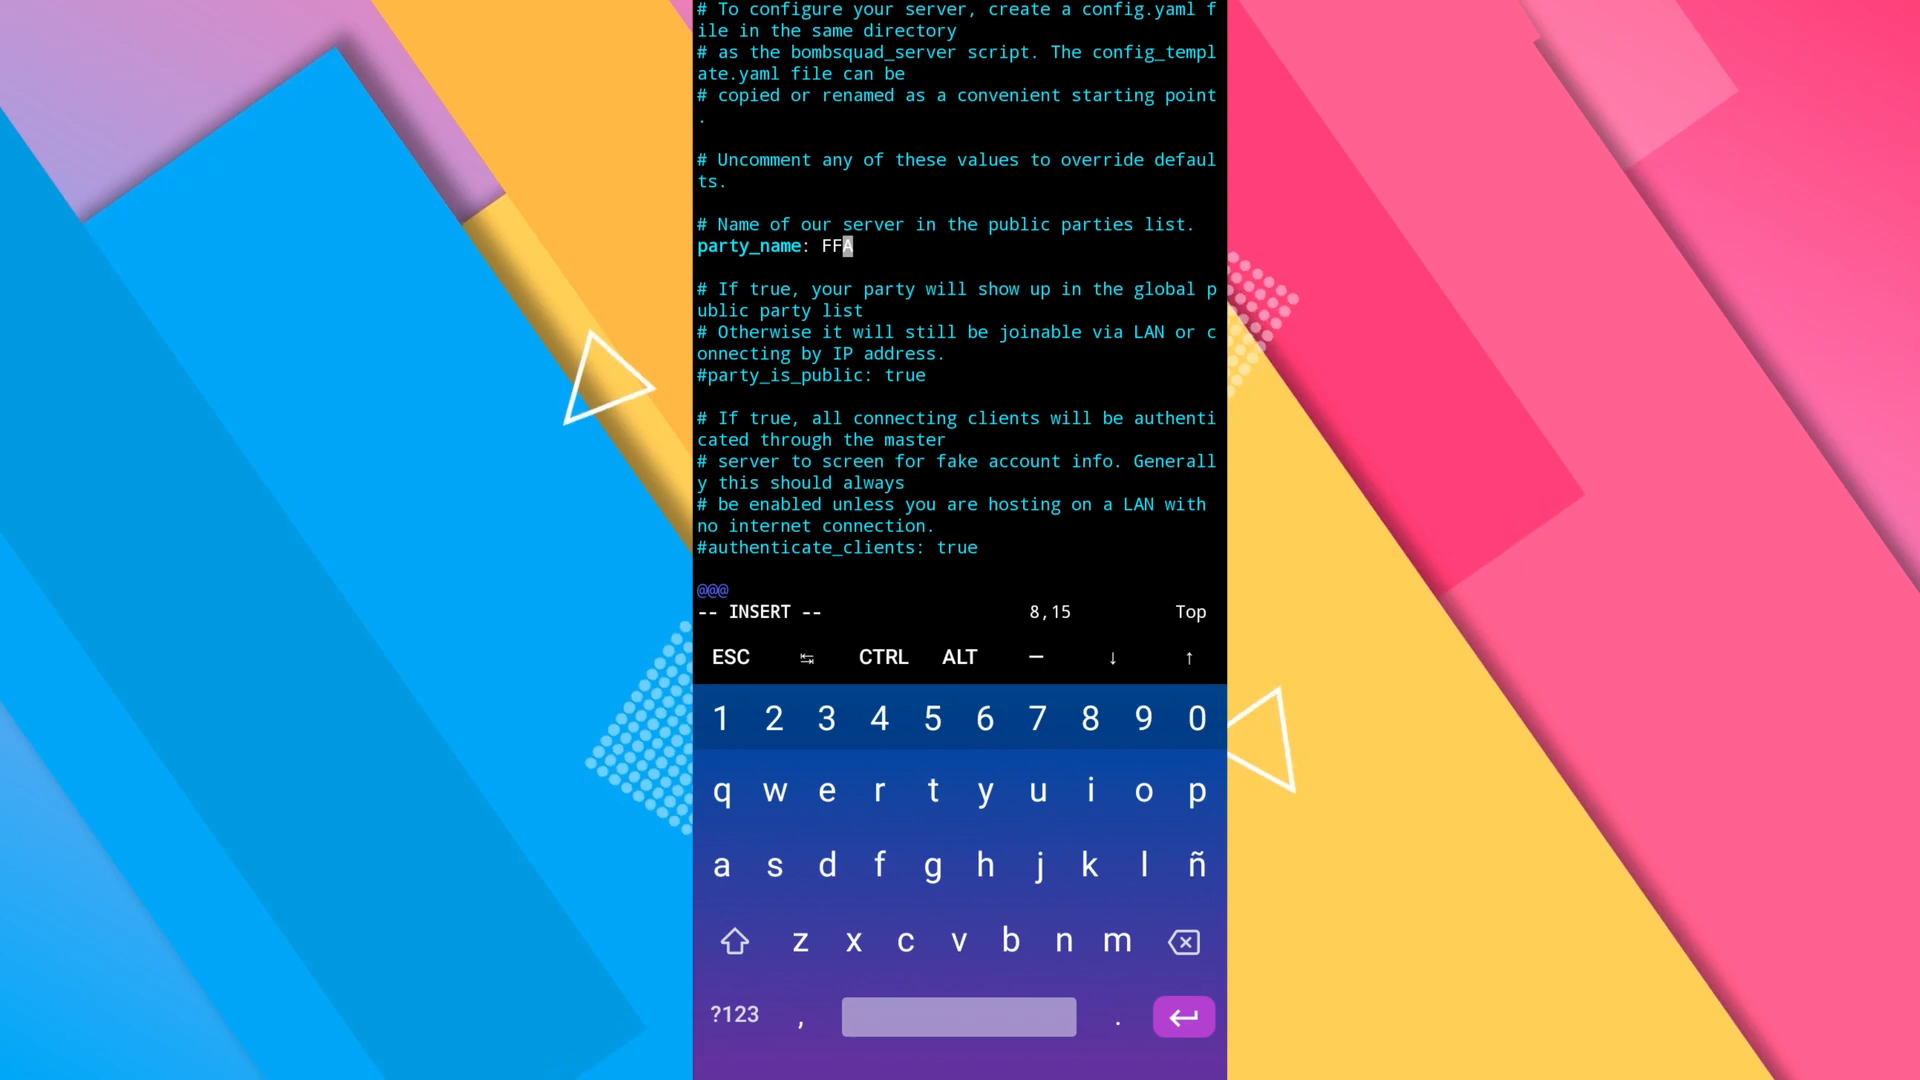 # To configure your server, create a config.yaml f
ile in the same directory
# as the bombsquad_server script. The config_templ
ate.yaml file can be
# copied or renamed as a convenient starting point
.
# Uncomment any of these values to override defaul
ts.
# Name of our server in the public parties list.
party_name: FFA
# If true, your party will show up in the global p
ublic party list
# Otherwise it will still be joinable via LAN or c
onnecting by IP address.
#party_is_public: true
# If true, all connecting clients will be authenti
cated through the master
# server to screen for fake account info. Generall
y this should always
# be enabled unless you are hosting on a LAN with
no internet connection.
#authenticate_clients: true
@@@
-- INSERT -- 8,15 Top
ESC ⇆ CTRL ALT — ↓ ↑
1 2 3 4 5 6 7 8 9 0
q w e r t y u i o p
a s d f g h j k l ñ
z x c v b n m
?123 , .